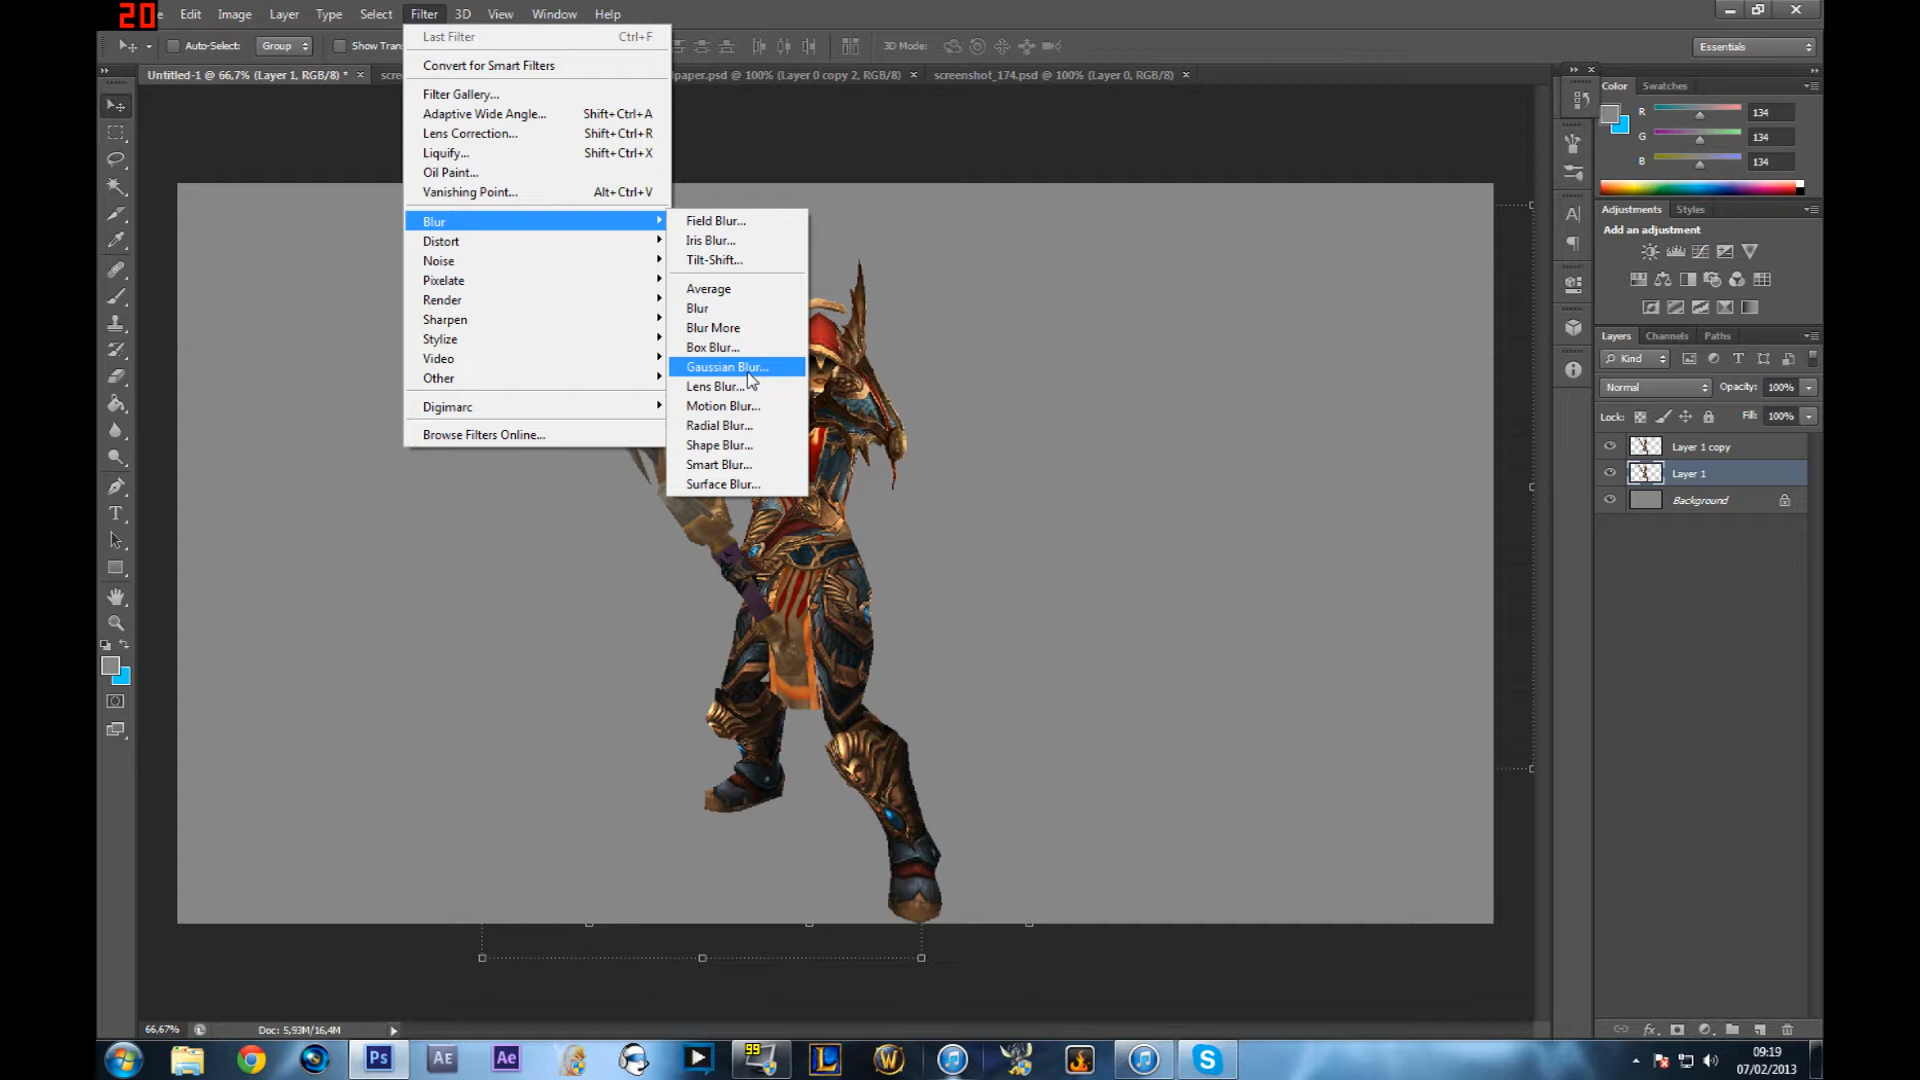 20
e Edit Image Layer Type Select Filter 3D View Window Help
Auto-Select: Group Show Tran 3D Mode: Essentials
Untitled-1 @ 66,7% (Layer 1, RGB/8) * × scre lpaper.psd @ 100% (Layer 0 copy 2, RGB/8) × screenshot_174.psd @ 100% (Layer 0, RGB/8) ×
Last Filter Ctrl+F
Convert for Smart Filters
Filter Gallery...
Adaptive Wide Angle... Shift+Ctrl+A
Lens Correction... Shift+Ctrl+R
Liquify... Shift+Ctrl+X
Oil Paint...
Vanishing Point... Alt+Ctrl+V
Blur
Distort
Noise
Pixelate
Render
Sharpen
Stylize
Video
Other
Digimarc
Browse Filters Online...
Field Blur...
Iris Blur...
Tilt-Shift...
Average
Blur
Blur More
Box Blur...
Gaussian Blur...
Lens Blur...
Motion Blur...
Radial Blur...
Shape Blur...
Smart Blur...
Surface Blur...
Color Swatches
R 134
G 134
B 134
Adjustments Styles
Add an adjustment
Layers Channels Paths
Kind
Normal Opacity: 100%
Lock: Fill: 100%
Layer 1 copy
Layer 1
Background
66,67% Doc: 5,93M/16,4M
Ps AE Ae 99 L W S
09:19
07/02/2013